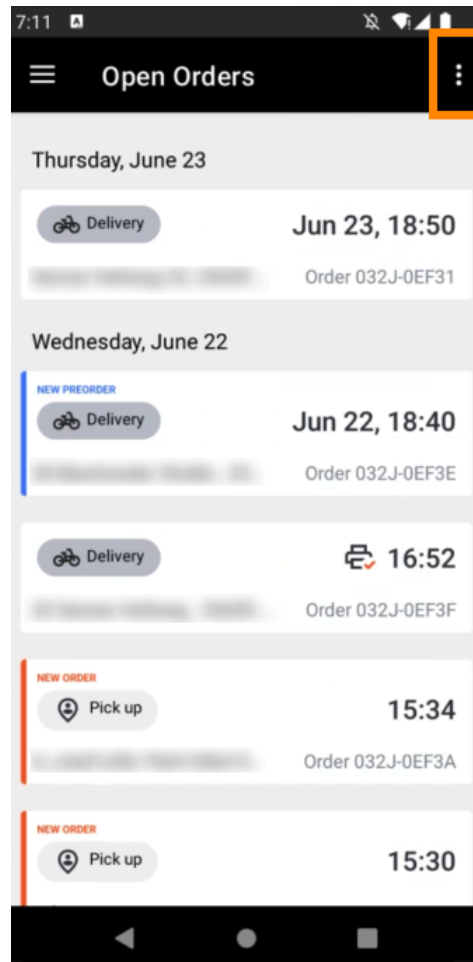 7:11 A
Open Orders
Thursday, June 23
Delivery Jun 23, 18:50
Order 032J-0EF31
Wednesday, June 22
NEW PREORDER
Delivery Jun 22, 18:40
Order 032J-0EF3E
Delivery 16:52
Order 032J-0EF3F
NEW ORDER
Pick up 15:34
Order 032J-0EF3A
NEW ORDER
Pick up 15:30